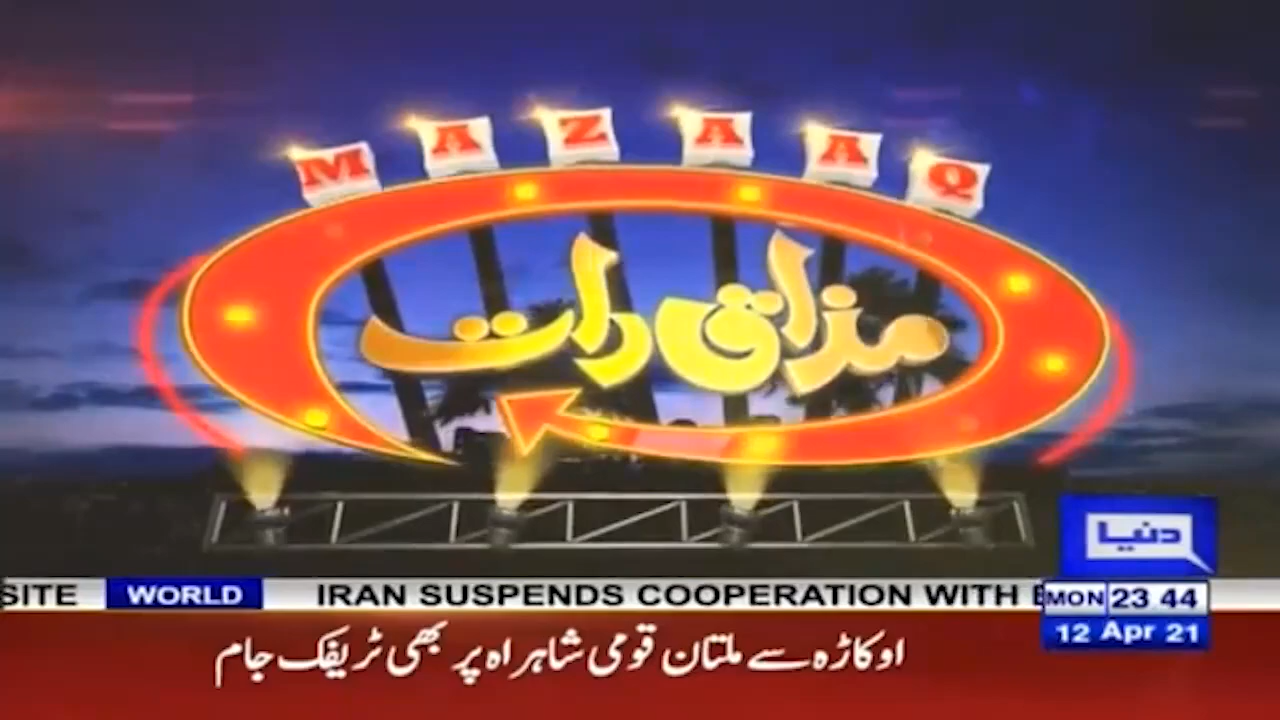 MAZAAQ
مذاق رات
دنیا
SITE WORLD IRAN SUSPENDS COOPERATION WITH
MON 23 44
12 Apr 21
اوکاڑہ سے ملتان قومی شاہراہ پر بھی ٹریفک جام